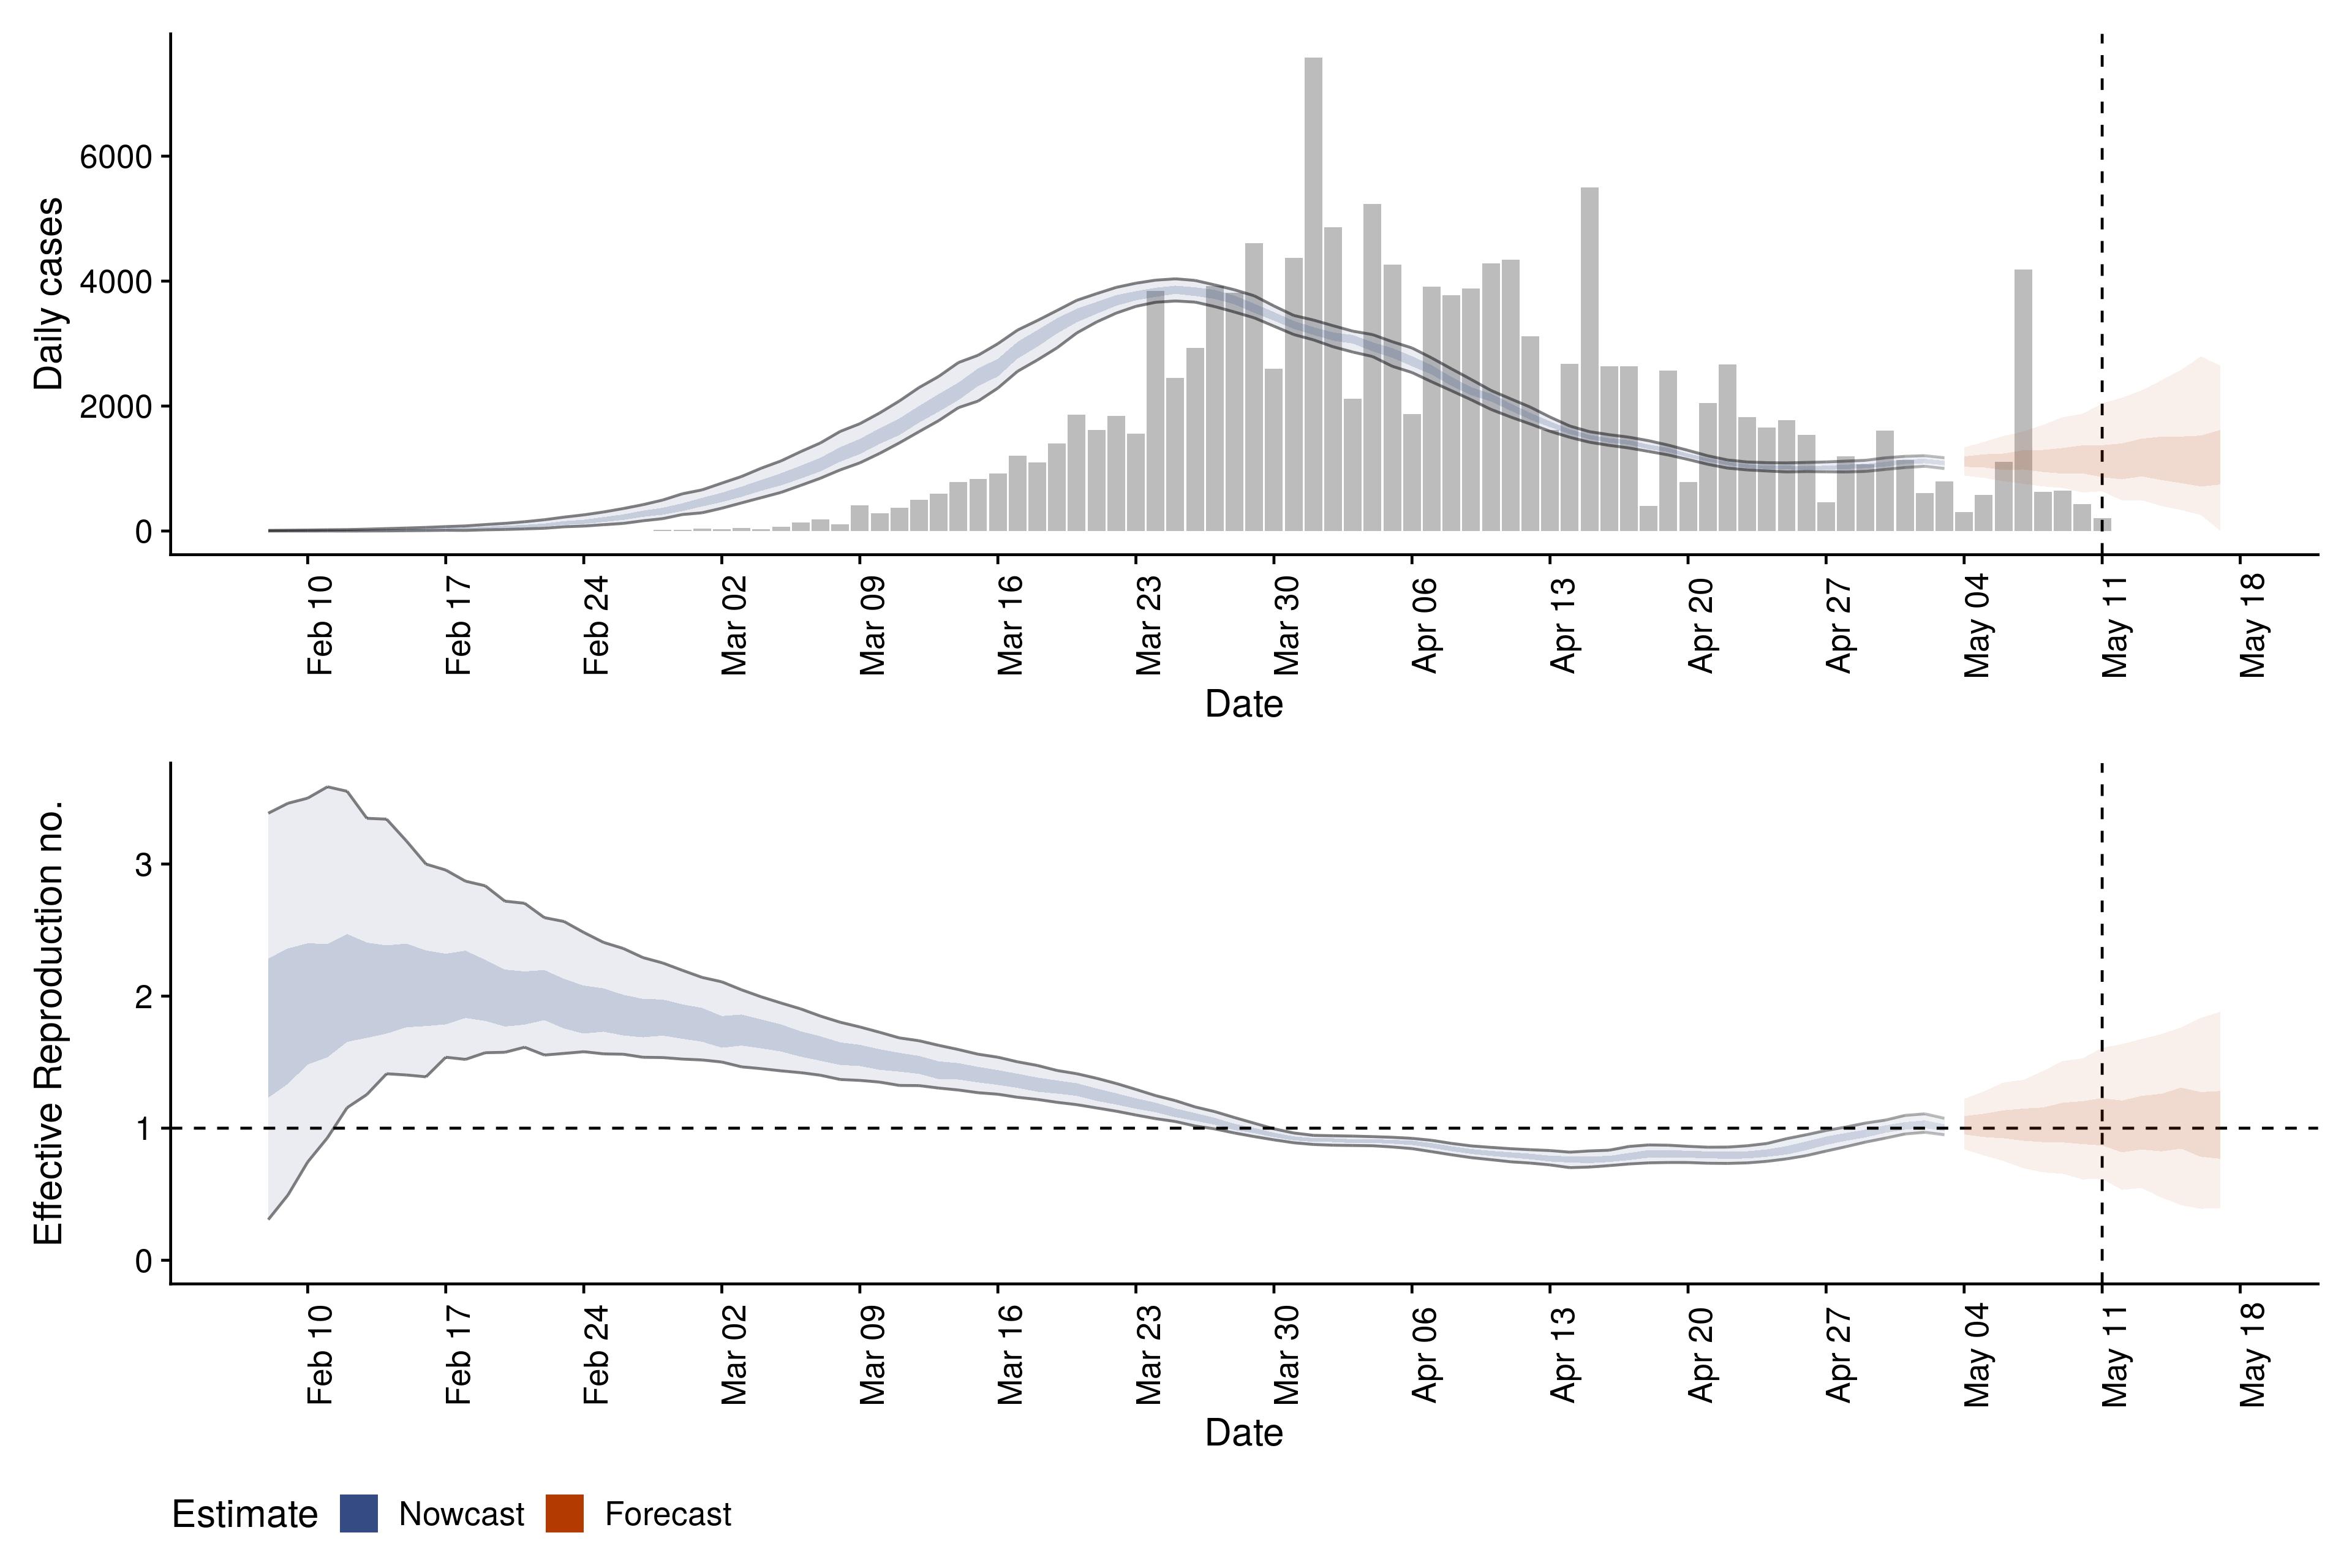 Daily cases
6000
4000
2000
0
Feb 10
Feb 17
Feb 24
Mar 02
Mar 09
Mar 16
Mar 23
Mar 30
Apr 06
Apr 13
Apr 20
Apr 27
May 04
May 11
May 18
Date
Effective Reproduction no.
3
2
1
0
Feb 10
Feb 17
Feb 24
Mar 02
Mar 09
Mar 16
Mar 23
Mar 30
Apr 06
Apr 13
Apr 20
Apr 27
May 04
May 11
May 18
Date
Estimate Nowcast Forecast